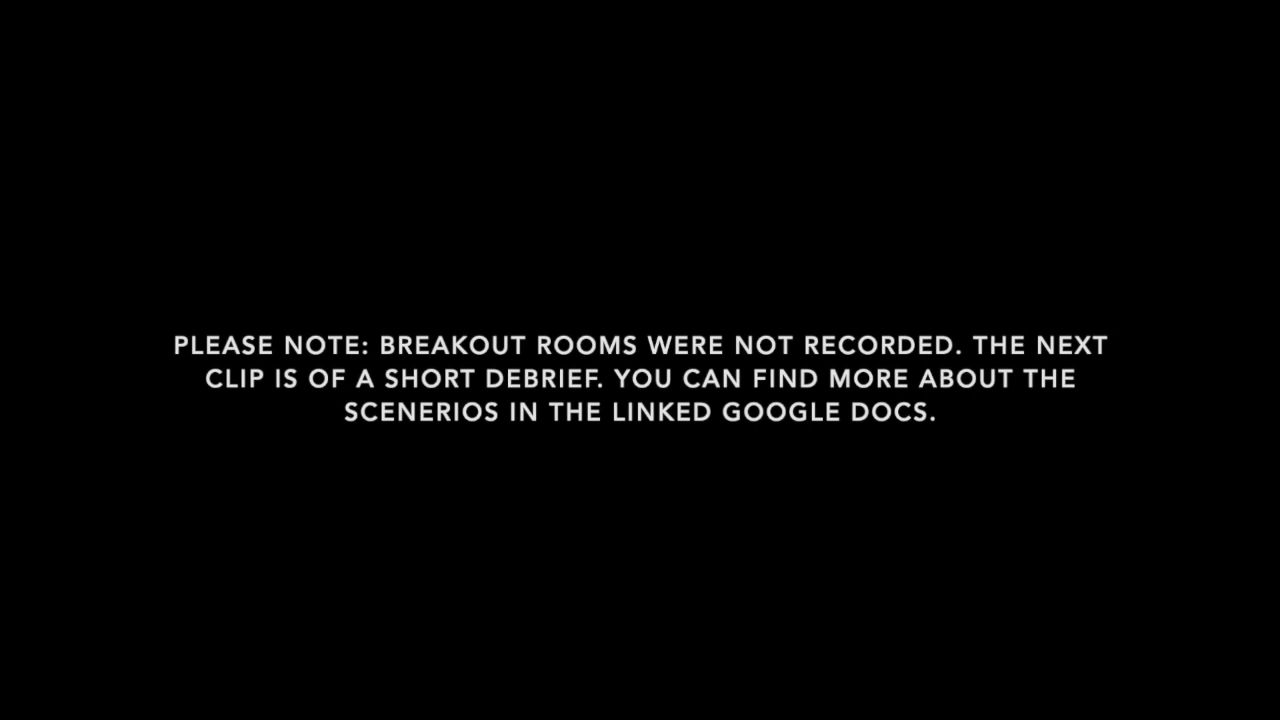 PLEASE NOTE: BREAKOUT ROOMS WERE NOT RECORDED. THE NEXT
CLIP IS OF A SHORT DEBRIEF. YOU CAN FIND MORE ABOUT THE
SCENERIOS IN THE LINKED GOOGLE DOCS.